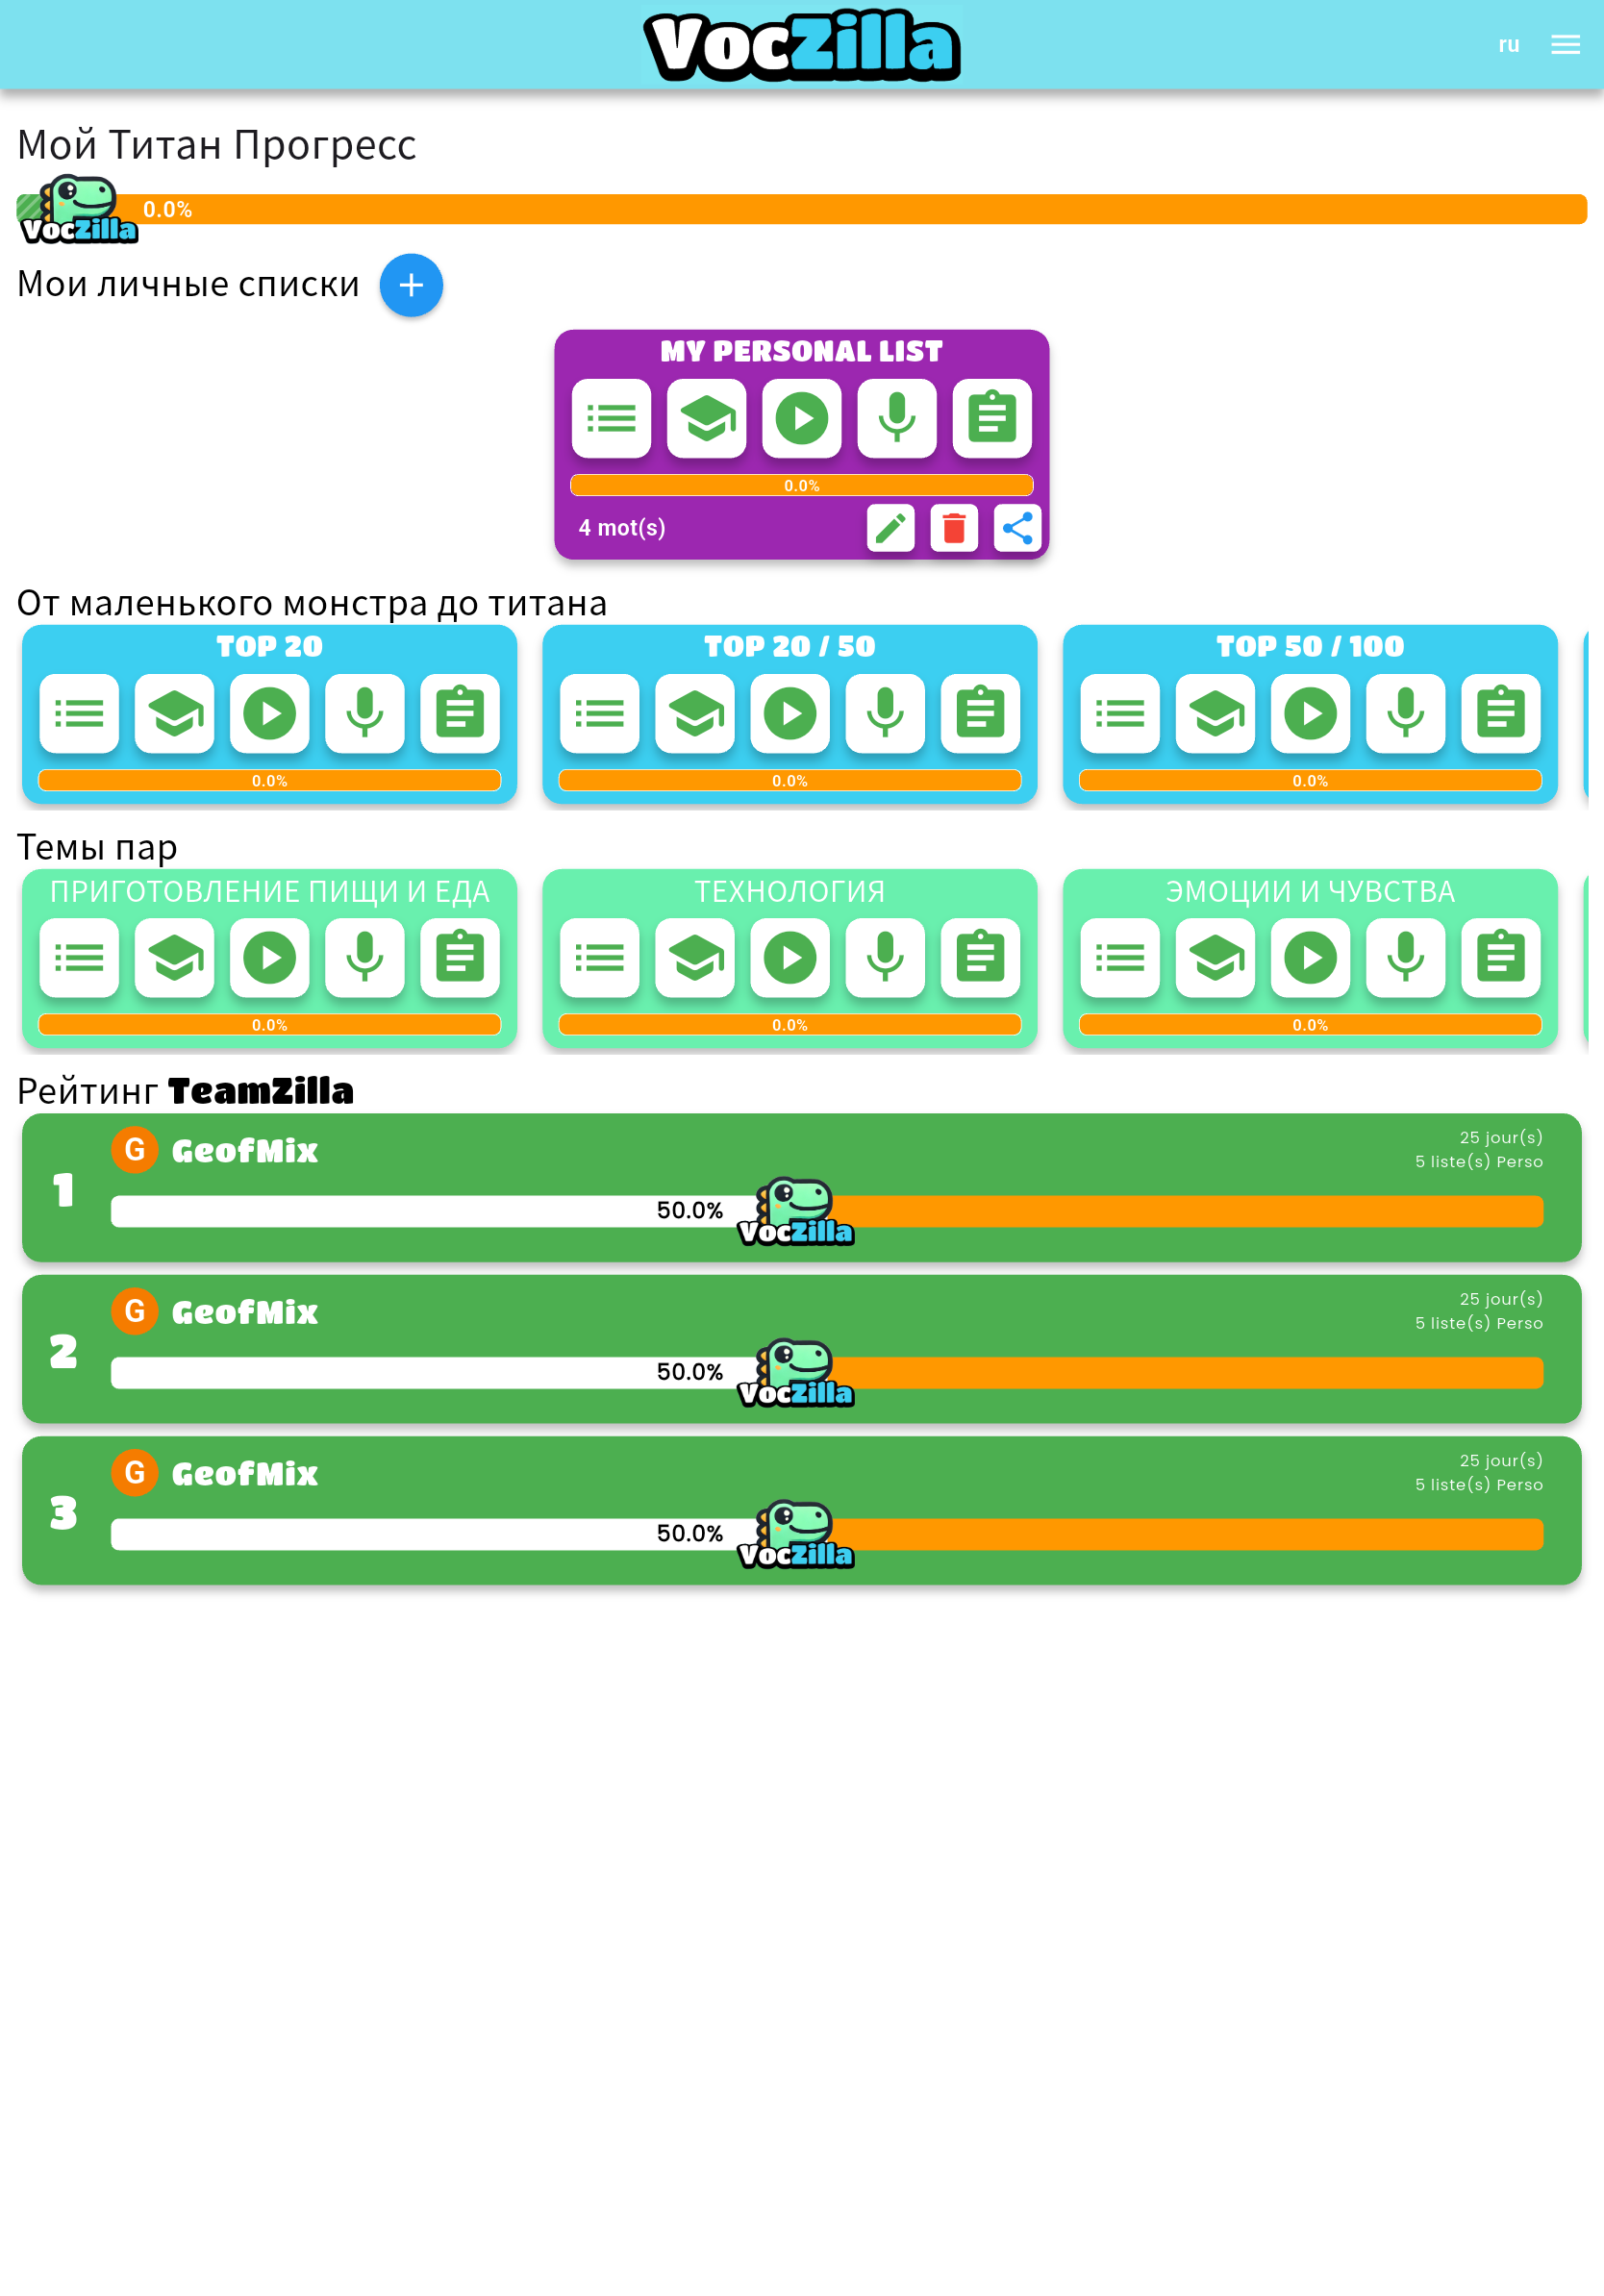 VocZilla
ru
Мой Титан Прогресс
VocZilla
0.0%
Мои личные списки
MY PERSONAL LIST
0.0%
4 mot(s)
От маленького монстра до титана
TOP 20
0.0%
TOP 20 / 50
0.0%
TOP 50 / 100
0.0%
Темы пар
ПРИГОТОВЛЕНИЕ ПИЩИ И ЕДА
0.0%
ТЕХНОЛОГИЯ
0.0%
ЭМОЦИИ И ЧУВСТВА
0.0%
Рейтинг TeamZilla
1
G GeofMix
25 jour(s)
5 liste(s) Perso
50.0%
VocZilla
2
G GeofMix
25 jour(s)
5 liste(s) Perso
50.0%
VocZilla
3
G GeofMix
25 jour(s)
5 liste(s) Perso
50.0%
VocZilla